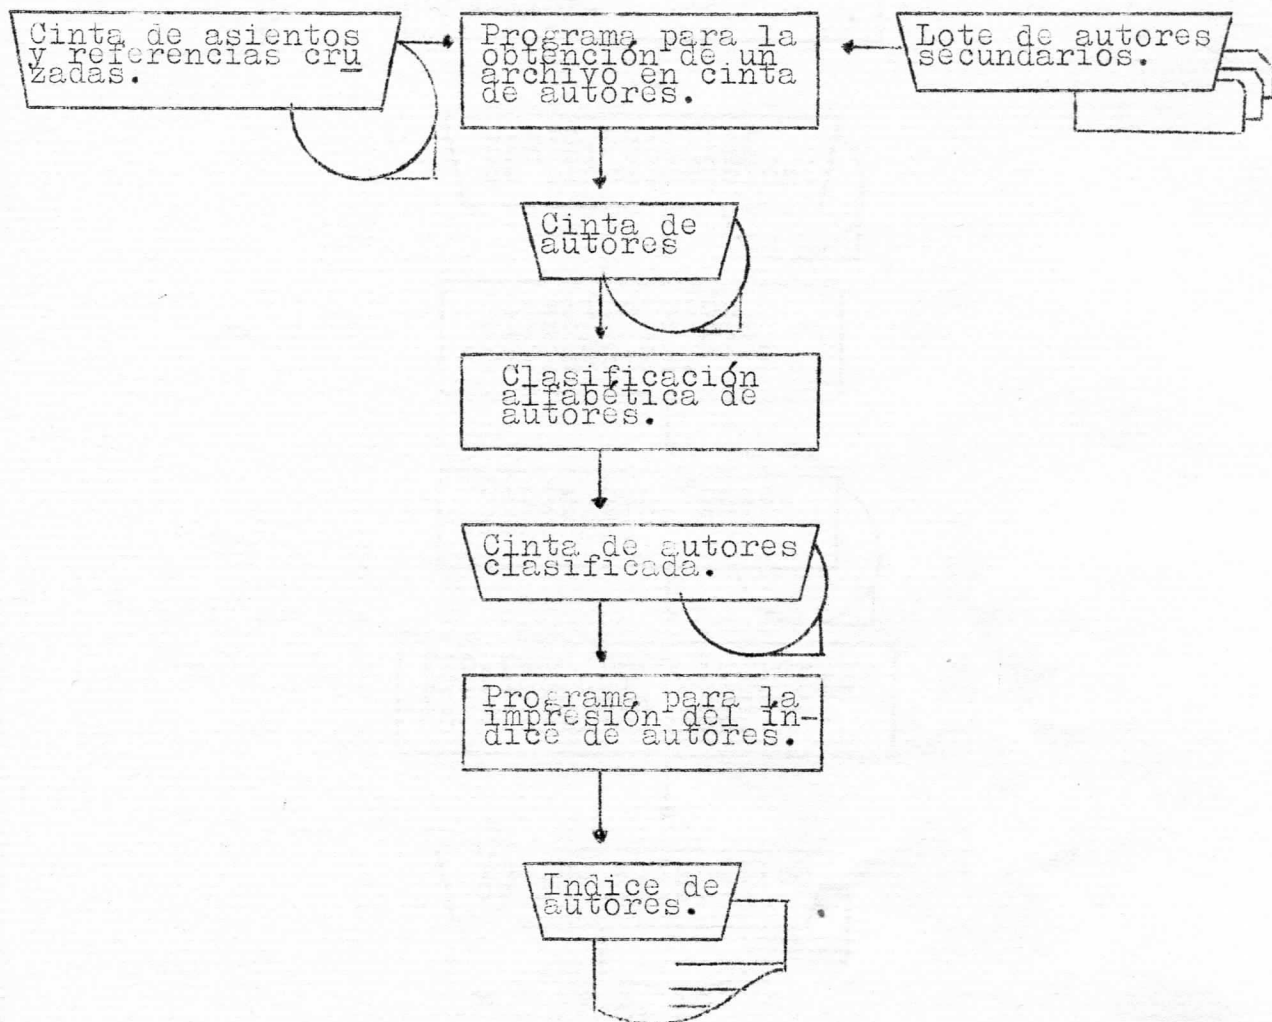 Cinta de asientos
y referencias cru
zadas.
Programa para la
obtención de un
archivo en cinta
de autores.
Lote de autores
secundarios.
Cinta de
autores
Clasificación
alfabética de
autores.
Cinta de autores
clasificada.
Programa para la
impresión del ín-
dice de autores.
Indice de
autores.